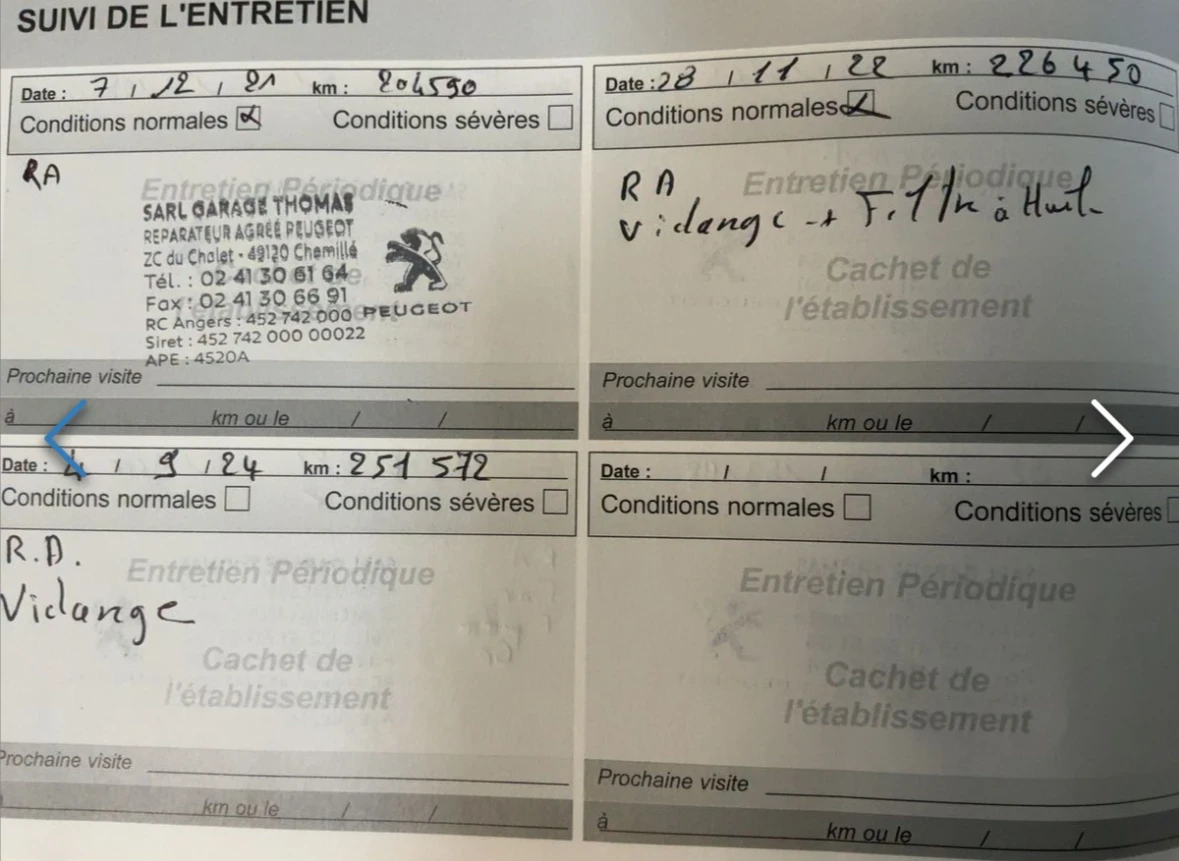 SUIVI DE L'ENTRETIEN
Date : 7 / 12 / 21 km : 204590
Conditions normales Conditions sévères
RA
Entretien Périodique
SARL GARAGE THOMAS
REPARATEUR AGRÉÉ PEUGEOT
ZC du Chalet - 49120 Chemillé
Tél. : 02 41 30 61 64
Fax : 02 41 30 66 91
RC Angers : 452 742 000
PEUGEOT
Siret : 452 742 000 00022
APE : 4520A
Prochaine visite
à km ou le / /
Date : 28 / 11 / 22 km : 226 450
Conditions normales Conditions sévères
RA
Entretien Périodique
Vidange + Filtre à Huile
Cachet de
l'établissement
Prochaine visite
à km ou le / /
Date : 4 / 9 / 24 km : 251 572
Conditions normales Conditions sévères
R.A.
Entretien Périodique
Vidange
Cachet de
l'établissement
Prochaine visite
km ou le / /
Date : / / km :
Conditions normales Conditions sévères
Entretien Périodique
Cachet de
l'établissement
Prochaine visite
à km ou le / /